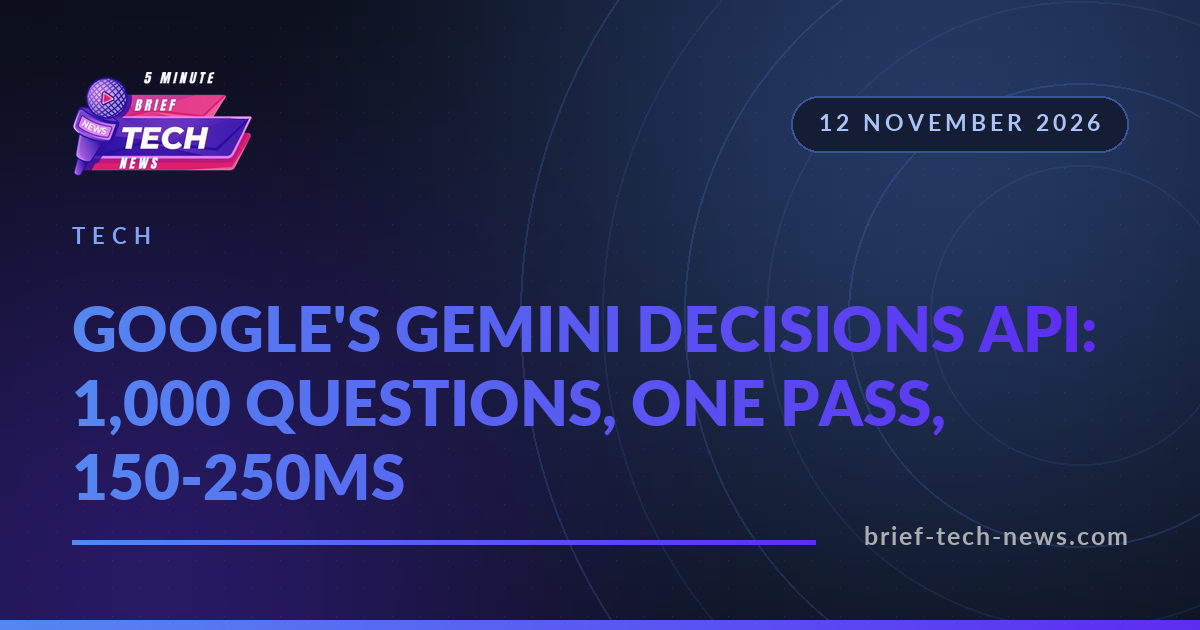 5 MINUTE
BRIEF
NEWS
TECH
NEWS
12 NOVEMBER 2026
TECH
GOOGLE'S GEMINI DECISIONS API:
1,000 QUESTIONS, ONE PASS,
150-250MS
brief-tech-news.com